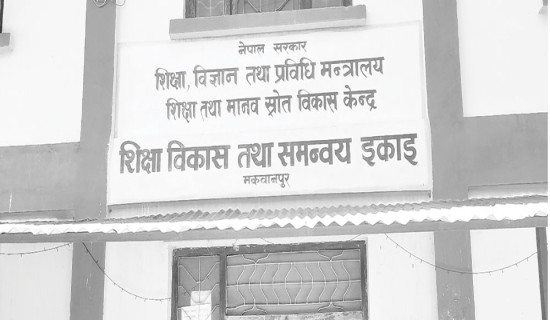 नेपाल सरकार
शिक्षा, विज्ञान तथा प्रविधि मन्त्रालय
शिक्षा तथा मानव स्रोत विकास केन्द्र
शिक्षा विकास तथा समन्वय इकाइ
मकवानपुर